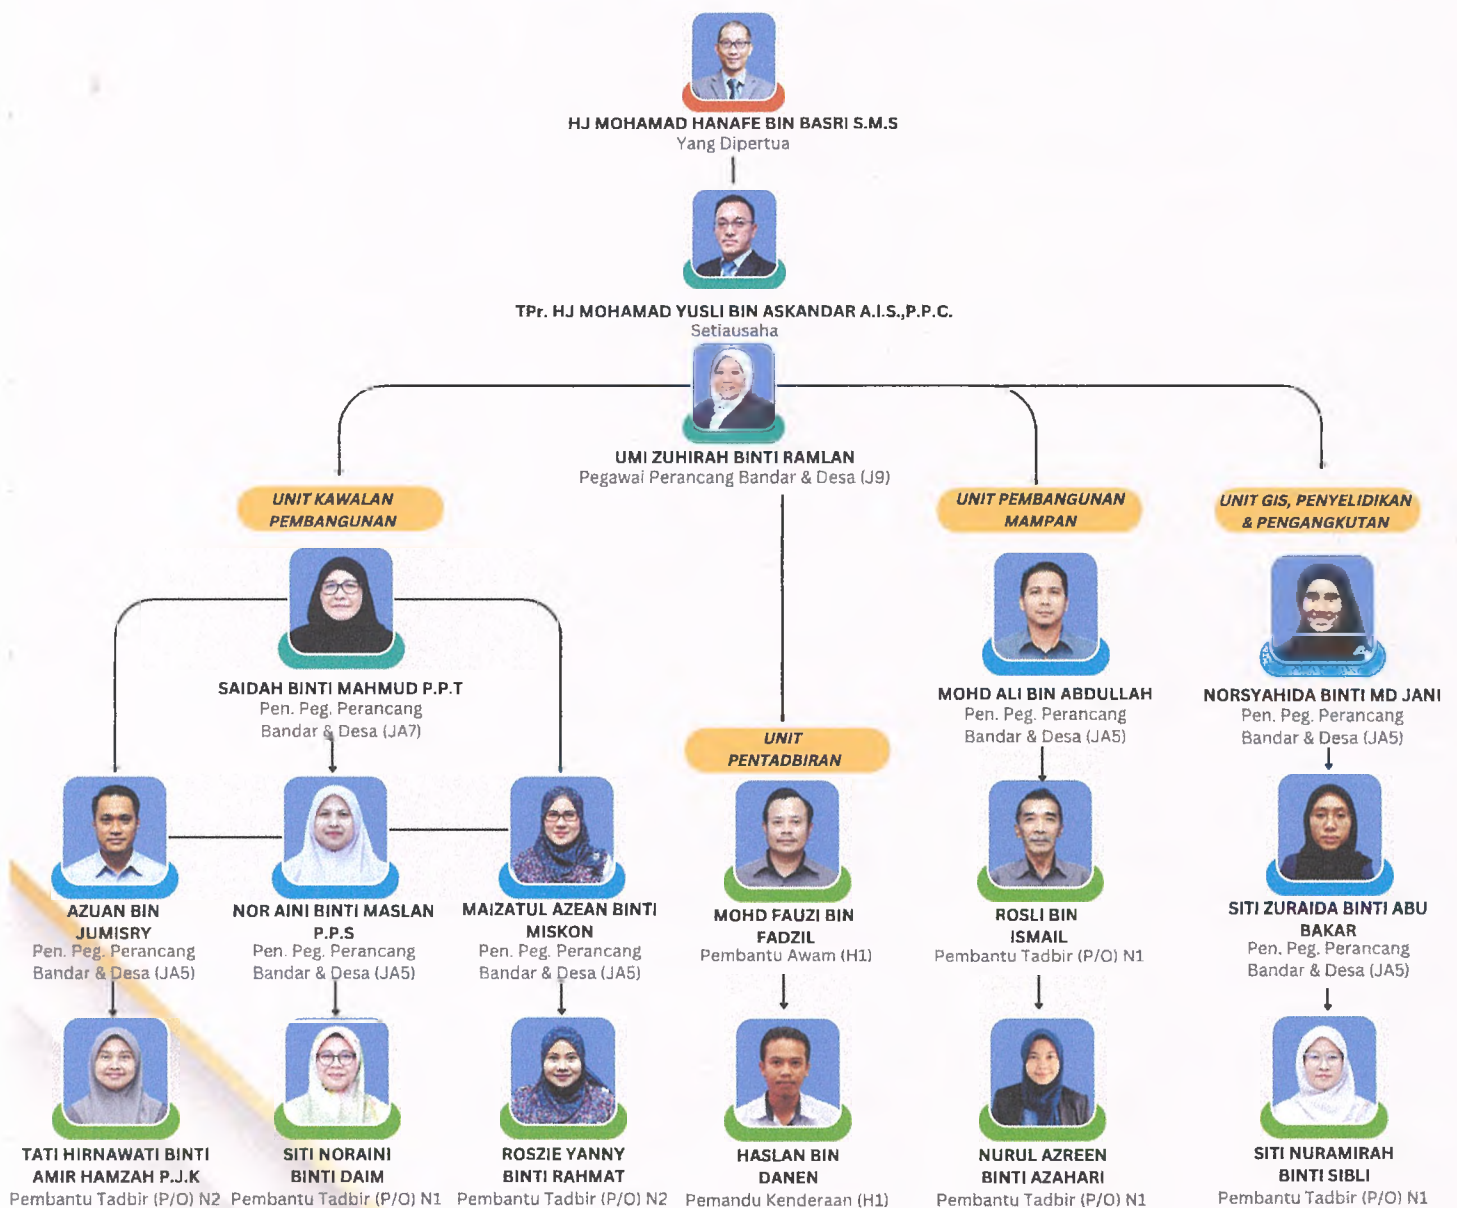 HJ MOHAMAD HANAFE BIN BASRI S.M.S
Yang Dipertua
TPr. HJ MOHAMAD YUSLI BIN ASKANDAR A.I.S.,P.P.C.
Setiausaha
UMI ZUHIRAH BINTI RAMLAN
Pegawai Perancang Bandar & Desa (J9)
UNIT KAWALAN
PEMBANGUNAN
UNIT PEMBANGUNAN
MAMPAN
UNIT GIS, PENYELIDIKAN
& PENGANGKUTAN
SAIDAH BINTI MAHMUD P.P.T
Pen. Peg. Perancang
Bandar & Desa (JA7)
MOHD ALI BIN ABDULLAH
Pen. Peg. Perancang
Bandar & Desa (JA5)
NORSYAHIDA BINTI MD JANI
Pen. Peg. Perancang
Bandar & Desa (JA5)
UNIT
PENTADBIRAN
AZUAN BIN
JUMISRY
Pen. Peg. Perancang
Bandar & Desa (JA5)
NOR AINI BINTI MASLAN
P.P.S
Pen. Peg. Perancang
Bandar & Desa (JA5)
MAIZATUL AZEAN BINTI
MISKON
Pen. Peg. Perancang
Bandar & Desa (JA5)
MOHD FAUZI BIN
FADZIL
Pembantu Awam (H1)
ROSLI BIN
ISMAIL
Pembantu Tadbir (P/O) N1
SITI ZURAIDA BINTI ABU
BAKAR
Pen. Peg. Perancang
Bandar & Desa (JA5)
TATI HIRNAWATI BINTI
AMIR HAMZAH P.J.K
Pembantu Tadbir (P/O) N2
SITI NORAINI
BINTI DAIM
Pembantu Tadbir (P/O) N1
ROSZIE YANNY
BINTI RAHMAT
Pembantu Tadbir (P/O) N2
HASLAN BIN
DANEN
Pemandu Kenderaan (H1)
NURUL AZREEN
BINTI AZAHARI
Pembantu Tadbir (P/O) N1
SITI NURAMIRAH
BINTI SIBLI
Pembantu Tadbir (P/O) N1